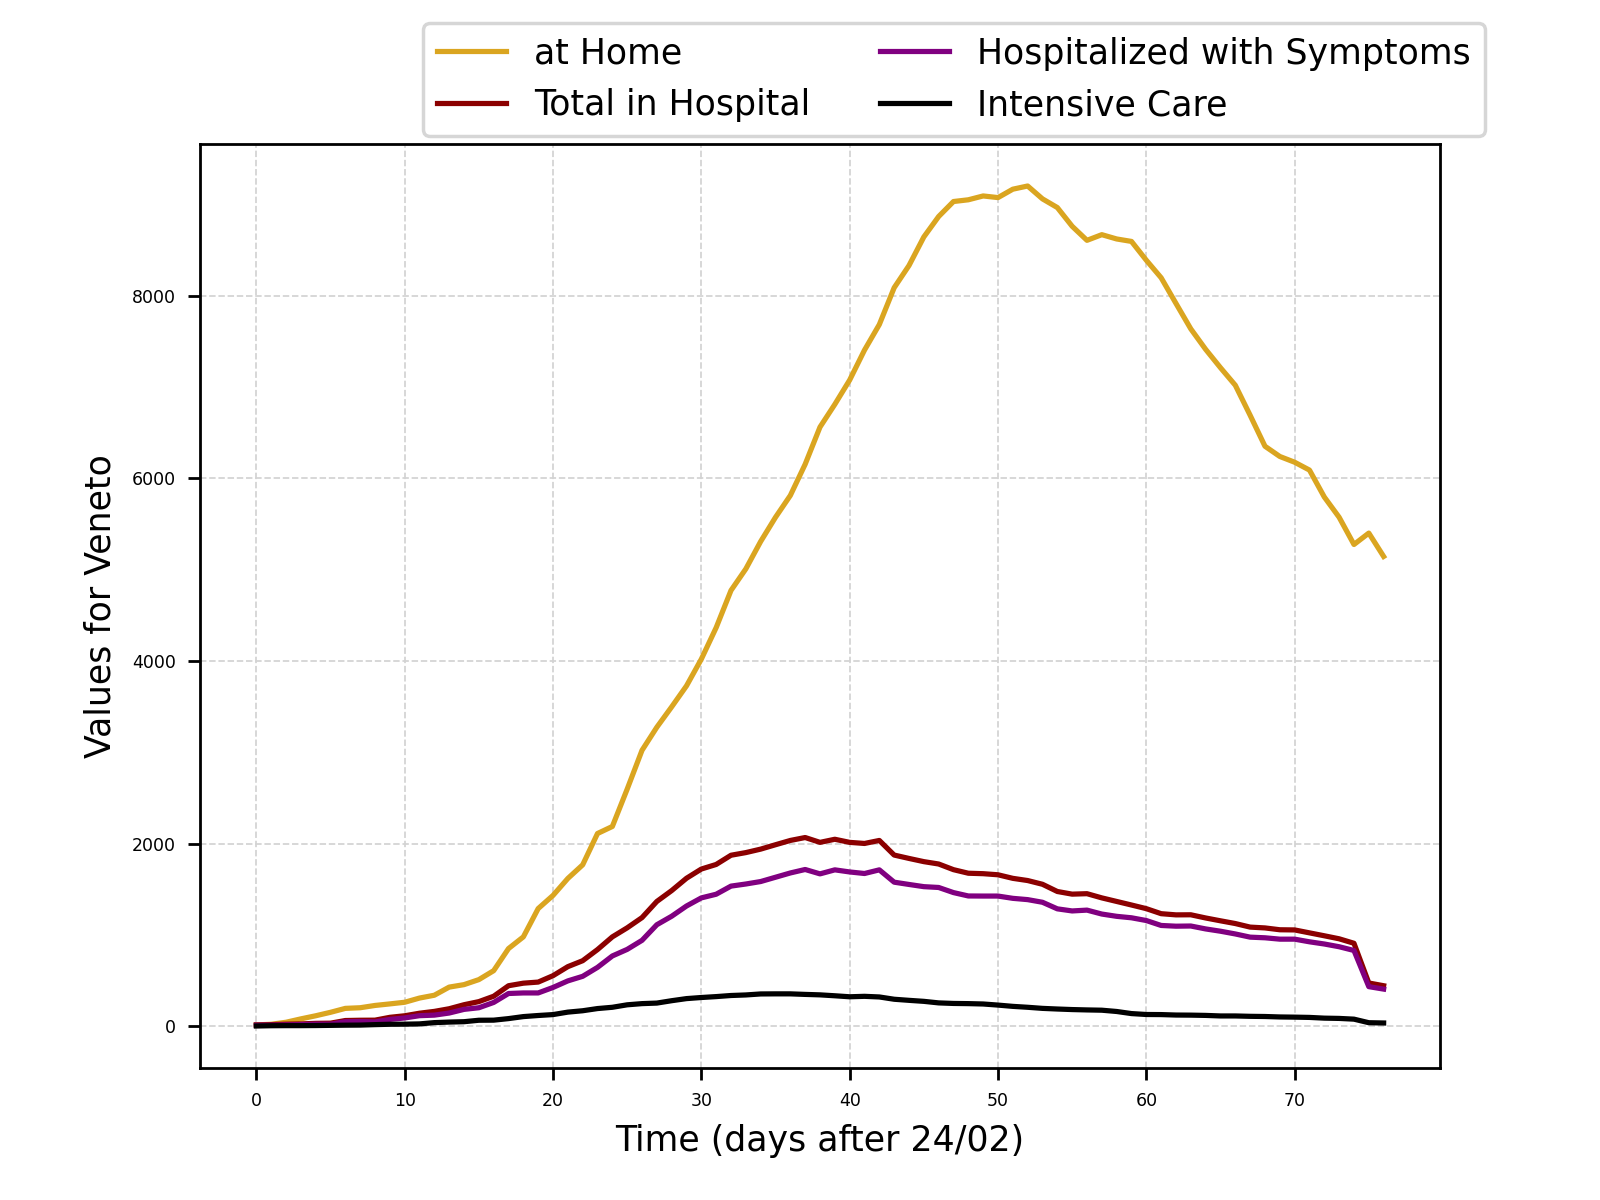 at Home
Total in Hospital
Hospitalized with Symptoms
Intensive Care
Values for Veneto
8000
6000
4000
2000
0
0 10 20 30 40 50 60 70
Time (days after 24/02)